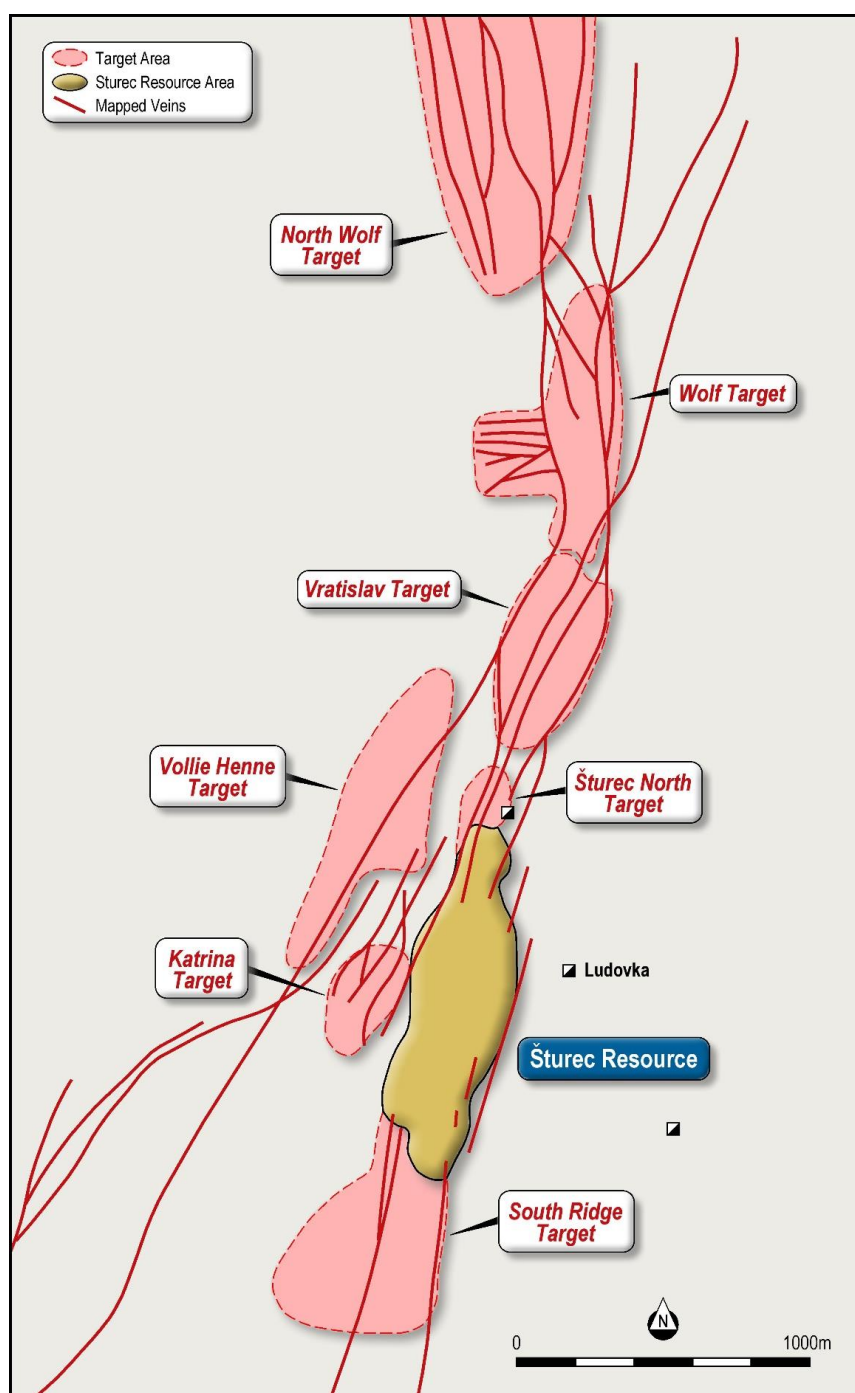 Target Area
Sturec Resource Area
Mapped Veins
North Wolf
Target
Wolf Target
Vratislav Target
Vollie Henne
Target
Šturec North
Target
Katrina
Target
Ludovka
Šturec Resource
South Ridge
Target
N
0 1000m